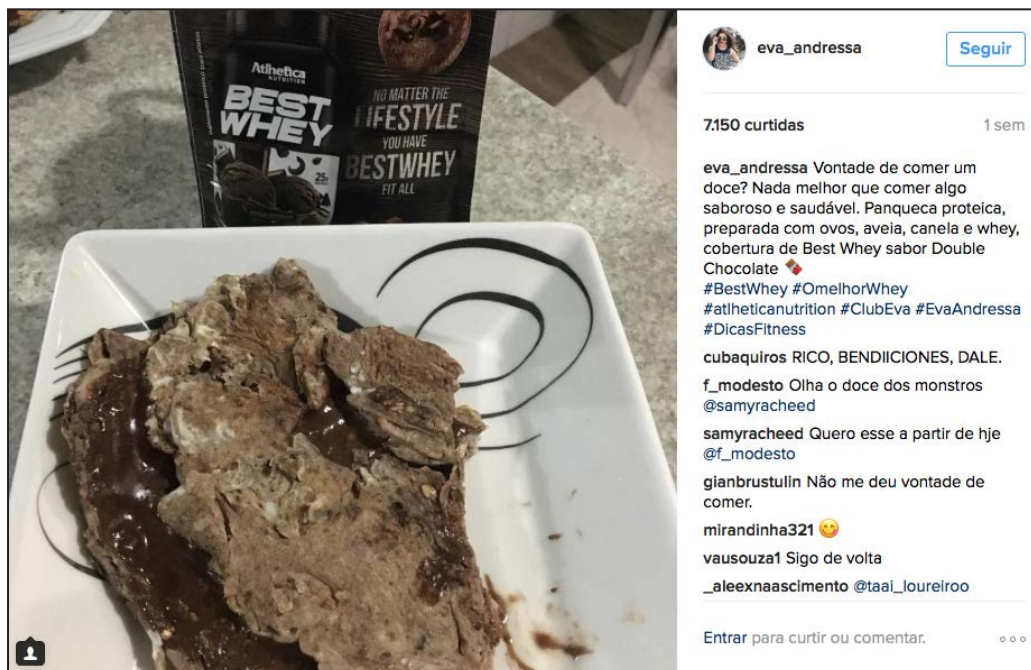 Atlhetica
NUTRITION
BEST
WHEY
NO MATTER THE
LIFESTYLE
YOU HAVE
BESTWHEY
FIT ALL
eva_andressa
Seguir
7.150 curtidas
1 sem
eva_andressa Vontade de comer um
doce? Nada melhor que comer algo
saboroso e saudável. Panqueca proteica,
preparada com ovos, aveia, canela e whey,
cobertura de Best Whey sabor Double
Chocolate 🍫
#BestWhey #OmelhorWhey
#atlheticanutrition #ClubEva #EvaAndressa
#DicasFitness
cubaquiros RICO, BENDIICIONES, DALE.
f_modesto Olha o doce dos monstros
@samyracheed
samyracheed Quero esse a partir de hje
@f_modesto
gianbrustulin Não me deu vontade de
comer.
mirandinha321 😋
vausouza1 Sigo de volta
_aleexnaascimento @taai_loureiroo
Entrar para curtir ou comentar.